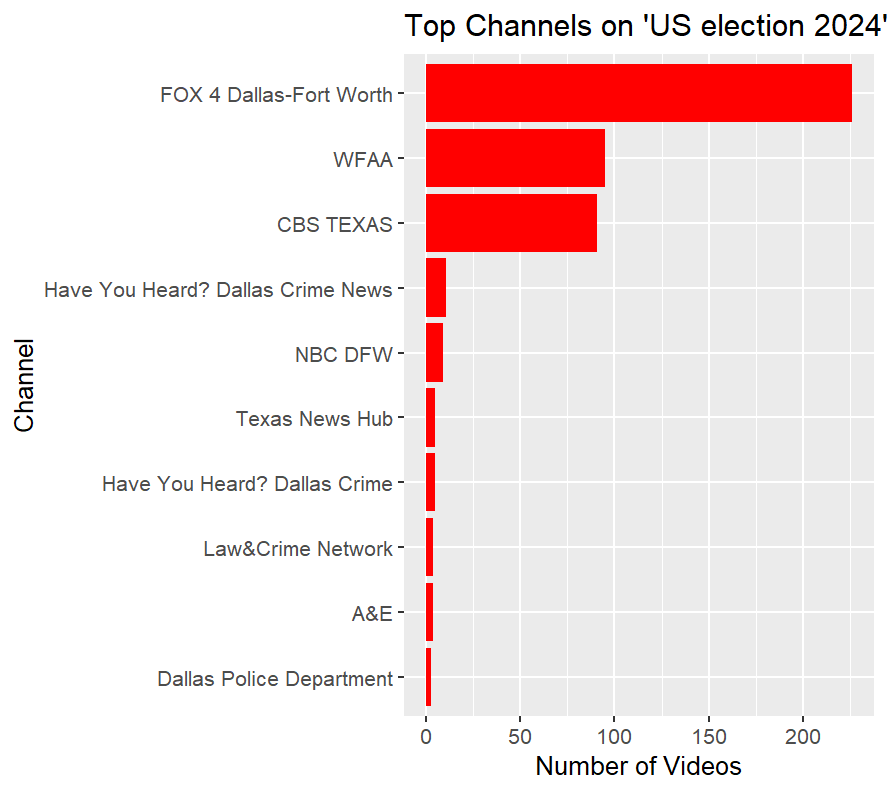 Top Channels on 'US election 2024'
FOX 4 Dallas-Fort Worth
WFAA
CBS TEXAS
Have You Heard? Dallas Crime News
NBC DFW
Texas News Hub
Have You Heard? Dallas Crime
Law&Crime Network
A&E
Dallas Police Department
Channel
0 50 100 150 200
Number of Videos